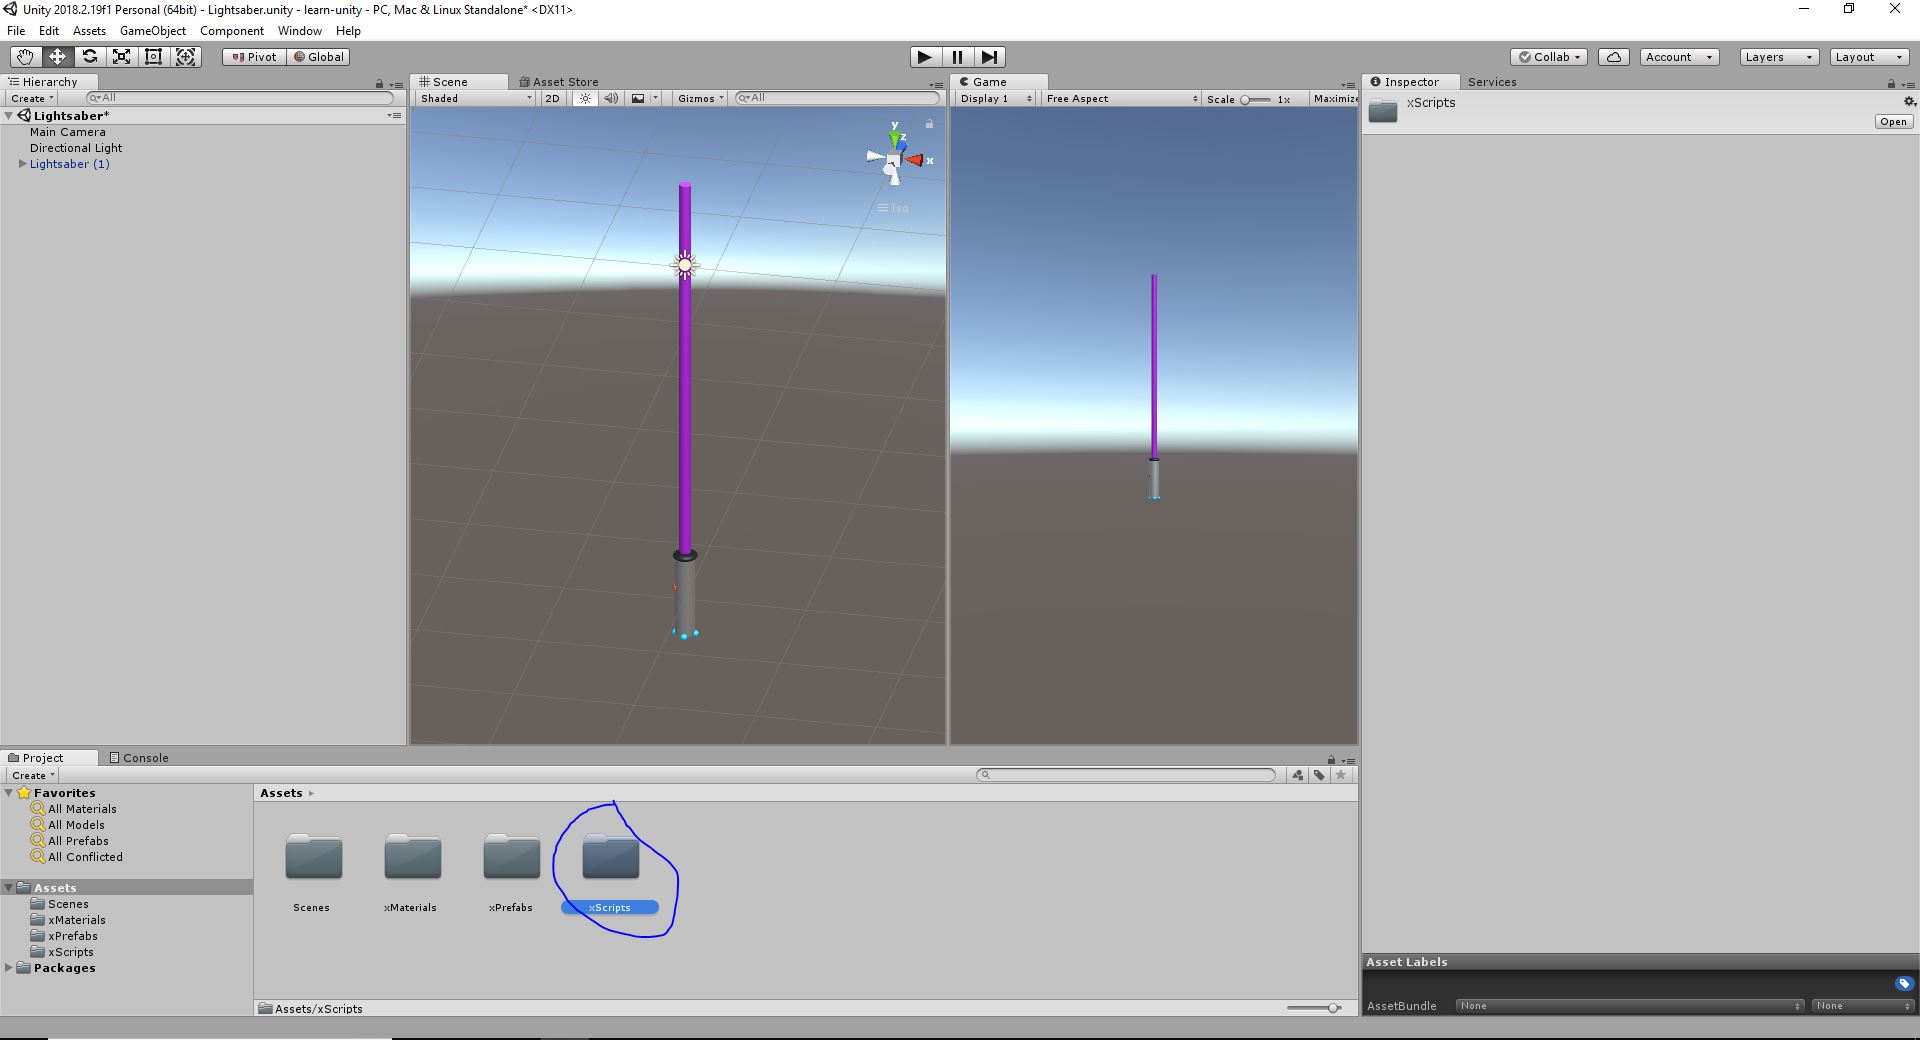 Unity 2018.2.19f1 Personal (64bit) - Lightsaber.unity - learn-unity - PC, Mac & Linux Standalone* <DX11>
File Edit Assets GameObject Component Window Help
Pivot Global Collab Account Layers Layout
Hierarchy
Create All
Lightsaber*
Main Camera
Directional Light
Lightsaber (1)
Scene Asset Store
Shaded 2D Gizmos All
y
z
x
Iso
Game
Display 1 Free Aspect Scale 1x Maximize
Inspector Services
xScripts
Open
Project Console
Create
Favorites
All Materials
All Models
All Prefabs
All Conflicted
Assets
Scenes
xMaterials
xPrefabs
xScripts
Packages
Assets
Scenes xMaterials xPrefabs xScripts
Assets/xScripts
Asset Labels
AssetBundle None None